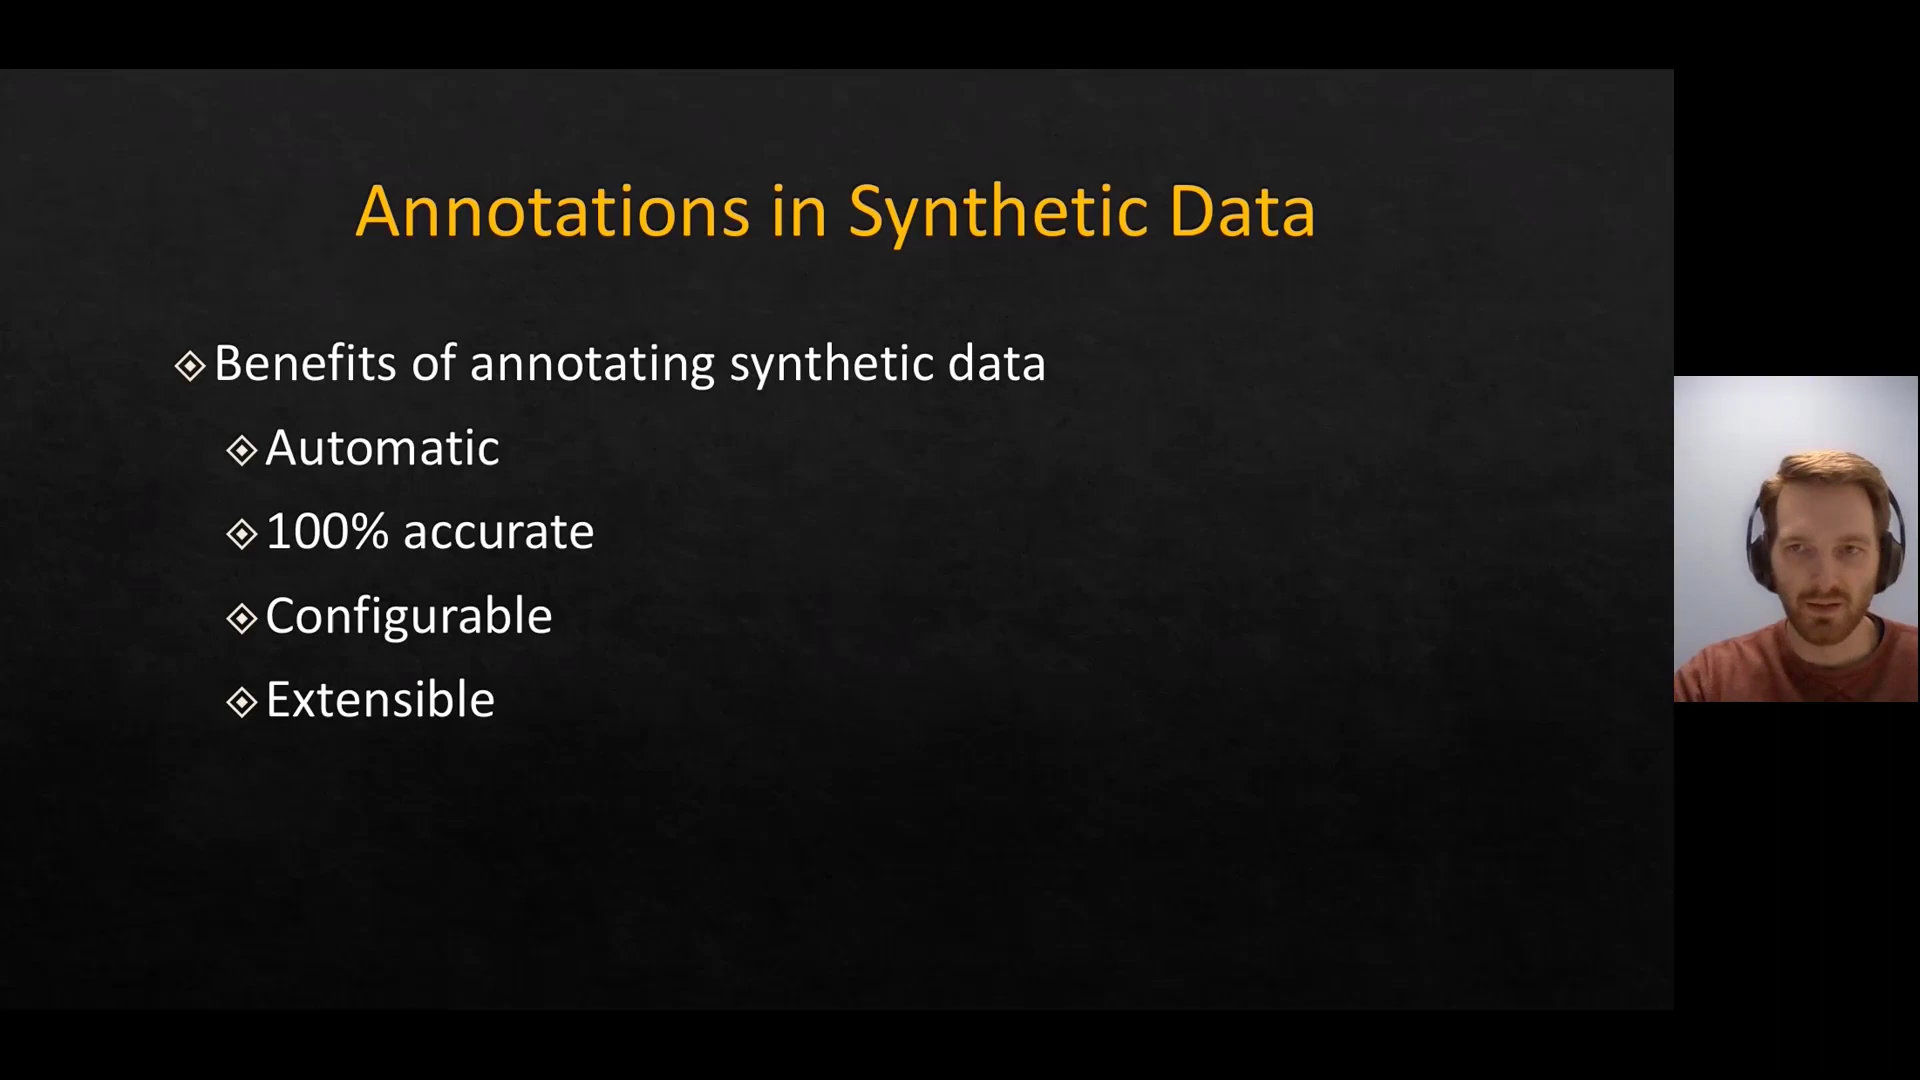 Annotations in Synthetic Data
Benefits of annotating synthetic data
Automatic
100% accurate
Configurable
Extensible